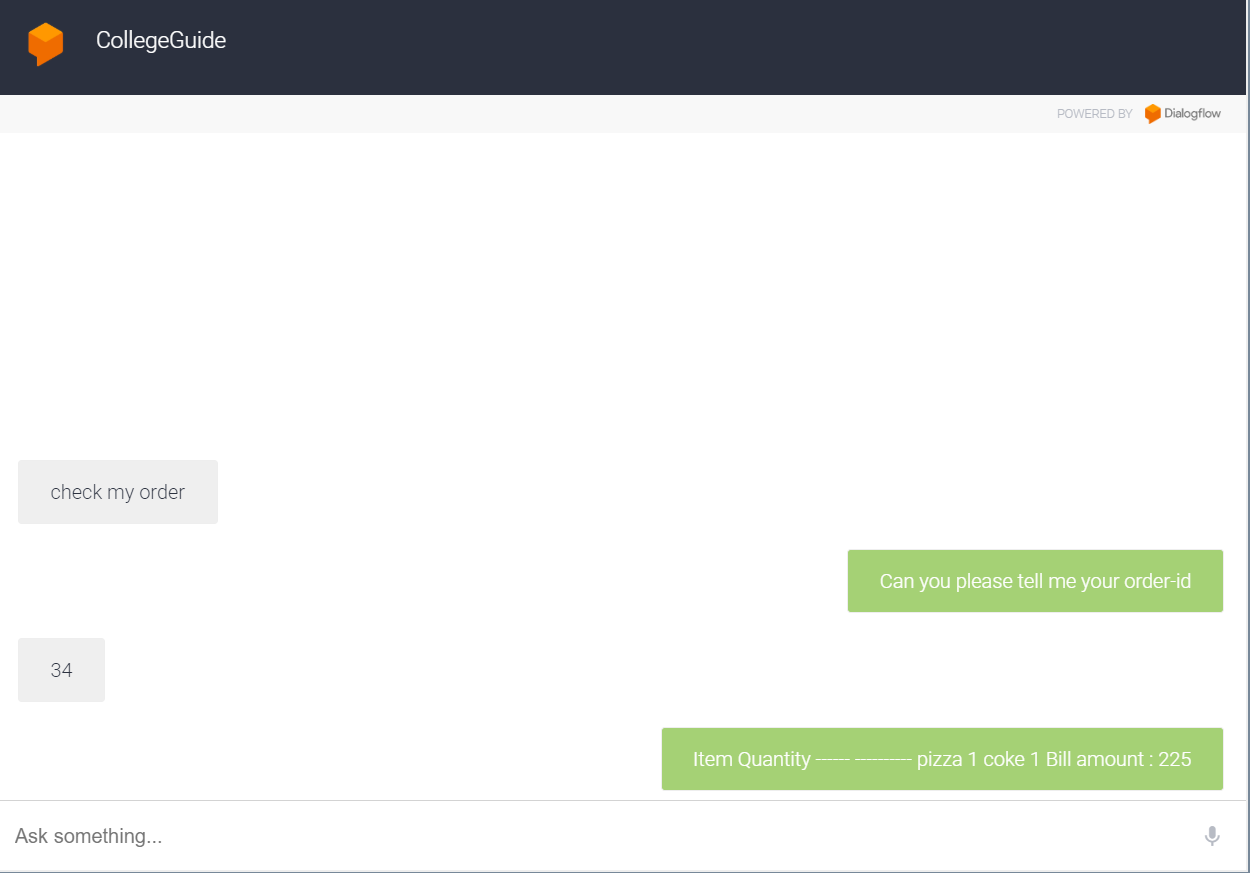 CollegeGuide
POWERED BY Dialogflow
check my order
Can you please tell me your order-id
34
Item Quantity ------ ---------- pizza 1 coke 1 Bill amount : 225
Ask something...